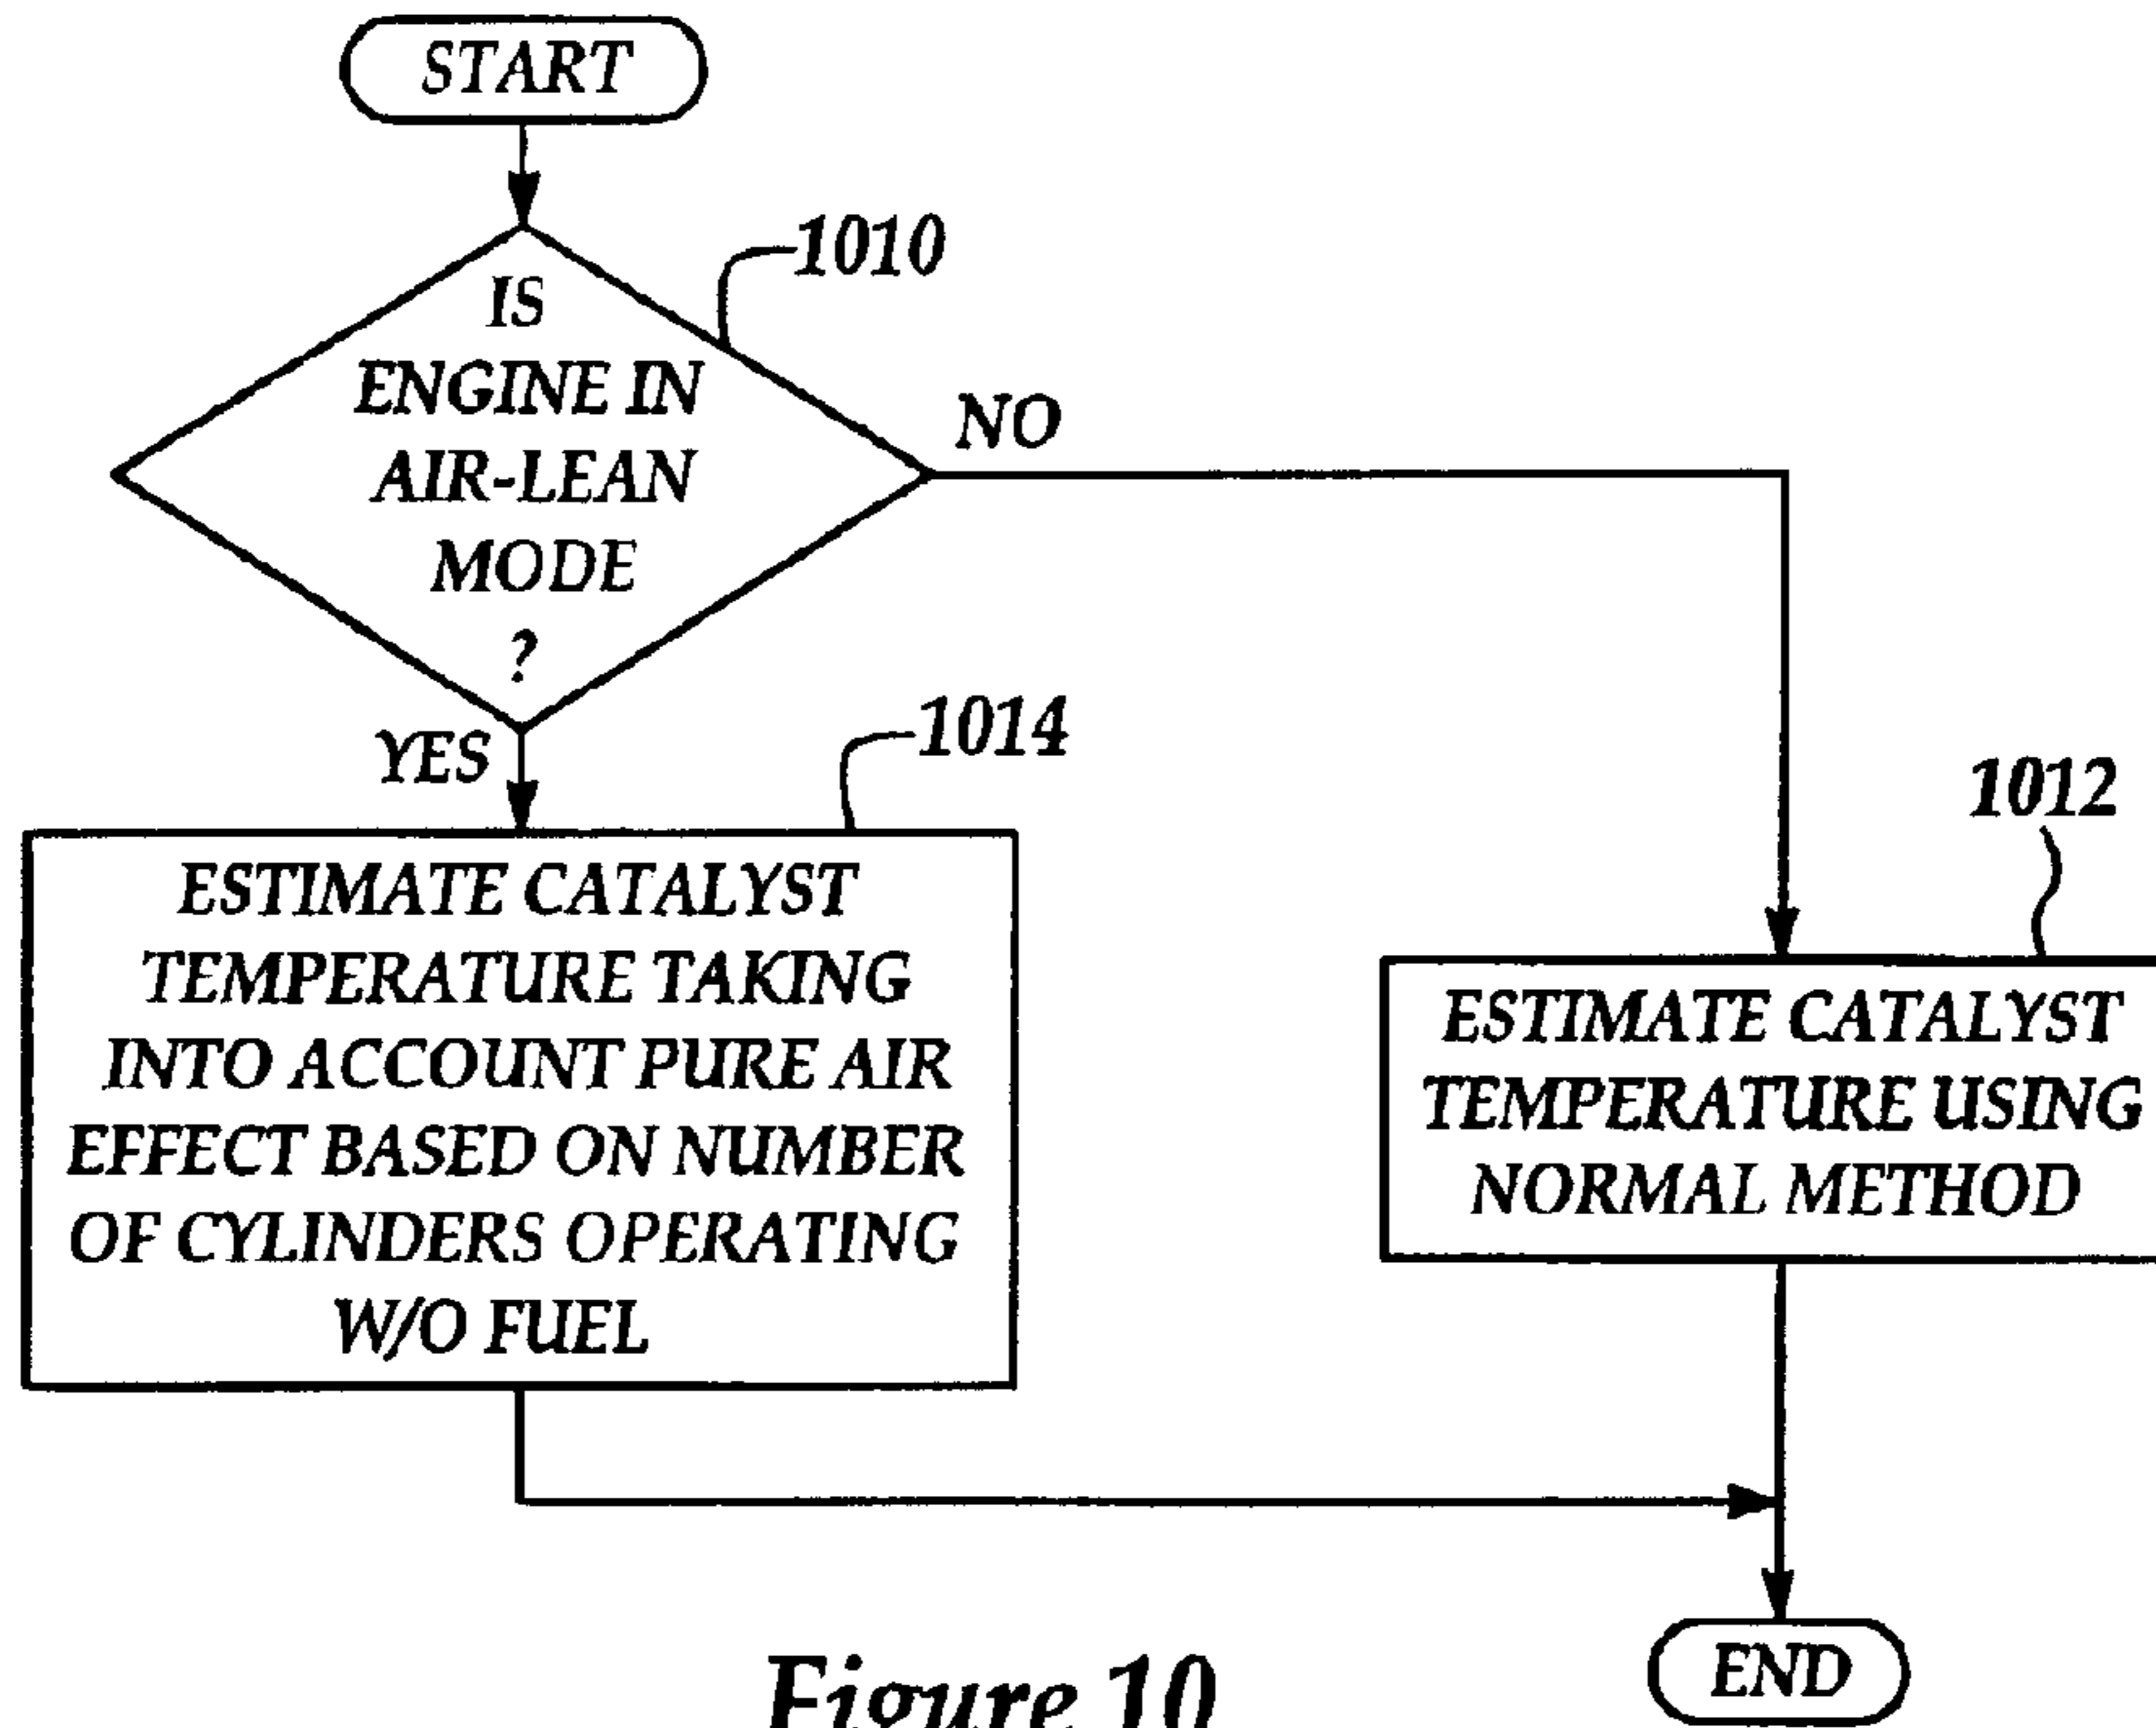 START
1010
IS
ENGINE IN
AIR-LEAN
MODE
?
NO
YES
1014
ESTIMATE CATALYST
TEMPERATURE TAKING
INTO ACCOUNT PURE AIR
EFFECT BASED ON NUMBER
OF CYLINDERS OPERATING
W/O FUEL
1012
ESTIMATE CATALYST
TEMPERATURE USING
NORMAL METHOD
END
Figure 10